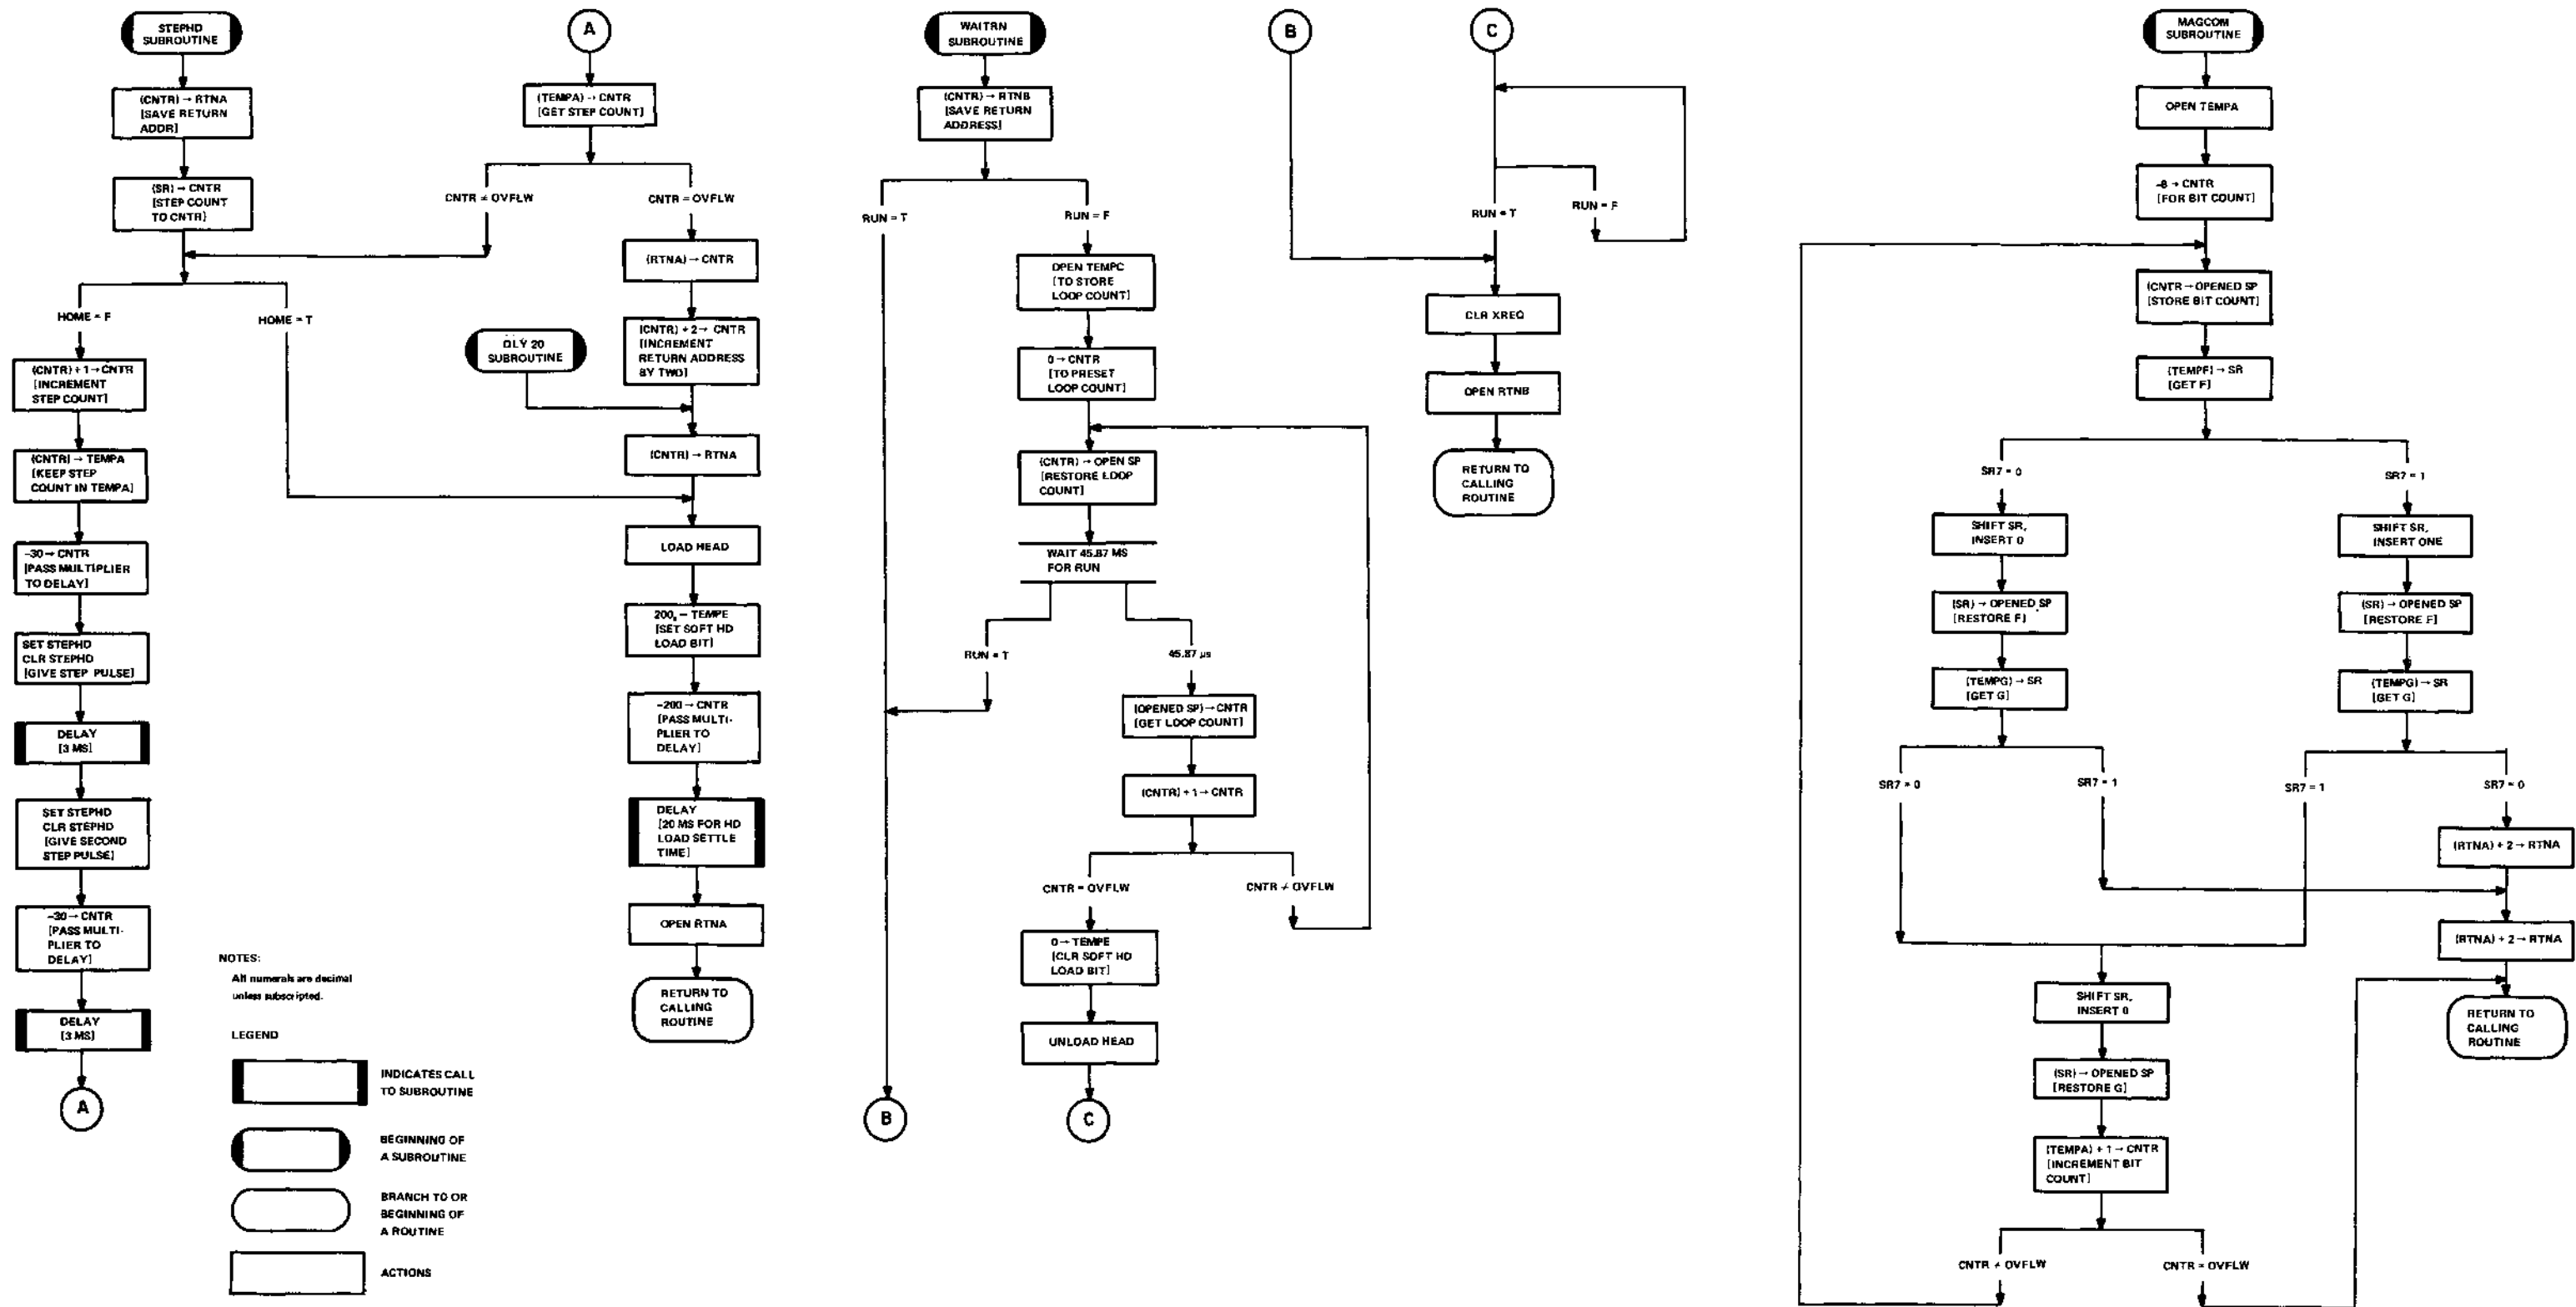 STEPHD
SUBROUTINE
(CNTR) → RTNA
[SAVE RETURN
ADDR]
(SR) → CNTR
[STEP COUNT
TO CNTR]
HOME = F
HOME = T
(CNTR) + 1 → CNTR
[INCREMENT
STEP COUNT]
(CNTR) → TEMPA
[KEEP STEP
COUNT IN TEMPA]
-30 → CNTR
[PASS MULTIPLIER
TO DELAY]
SET STEPHD
CLR STEPHD
[GIVE STEP PULSE]
DELAY
[3 MS]
SET STEPHD
CLR STEPHD
[GIVE SECOND
STEP PULSE]
-30 → CNTR
[PASS MULTI-
PLIER TO
DELAY]
DELAY
[3 MS]
A
A
(TEMPA) → CNTR
[GET STEP COUNT]
CNTR ≠ OVFLW
CNTR = OVFLW
(RTNA) → CNTR
(CNTR) + 2 → CNTR
[INCREMENT
RETURN ADDRESS
BY TWO]
DLY 20
SUBROUTINE
(CNTR) → RTNA
LOAD HEAD
200₈ – TEMPE
[SET SOFT HD
LOAD BIT]
-200 → CNTR
[PASS MULTI-
PLIER TO
DELAY]
DELAY
[20 MS FOR HD
LOAD SETTLE
TIME]
OPEN RTNA
RETURN TO
CALLING
ROUTINE
NOTES:
All numerals are decimal
unless subscripted.
LEGEND
INDICATES CALL
TO SUBROUTINE
BEGINNING OF
A SUBROUTINE
BRANCH TO OR
BEGINNING OF
A ROUTINE
ACTIONS
WAITRN
SUBROUTINE
(CNTR) → RTNB
[SAVE RETURN
ADDRESS]
RUN = T
RUN = F
OPEN TEMPC
[TO STORE
LOOP COUNT]
0 → CNTR
[TO PRESET
LOOP COUNT]
(CNTR) → OPEN SP
[RESTORE LOOP
COUNT]
WAIT 45.87 MS
FOR RUN
RUN = T
45.87 µs
(OPENED SP) → CNTR
[GET LOOP COUNT]
(CNTR) + 1 → CNTR
CNTR = OVFLW
CNTR ≠ OVFLW
0 → TEMPE
[CLR SOFT HD
LOAD BIT]
UNLOAD HEAD
B
C
B
C
RUN = T
RUN = F
CLR XREQ
OPEN RTNB
RETURN TO
CALLING
ROUTINE
MAGCOM
SUBROUTINE
OPEN TEMPA
-8 → CNTR
[FOR BIT COUNT]
(CNTR → OPENED SP
[STORE BIT COUNT]
(TEMPF) → SR
[GET F]
SR7 = 0
SR7 = 1
SHIFT SR,
INSERT 0
SHIFT SR,
INSERT ONE
(SR) → OPENED SP
[RESTORE F]
(SR) → OPENED SP
[RESTORE F]
(TEMPG) → SR
[GET G]
(TEMPG) → SR
[GET G]
SR7 = 0
SR7 = 1
SR7 = 1
SR7 = 0
(RTNA) + 2 → RTNA
(RTNA) + 2 → RTNA
SHIFT SR,
INSERT 0
RETURN TO
CALLING
ROUTINE
(SR) → OPENED SP
[RESTORE G]
(TEMPA) + 1 → CNTR
[INCREMENT BIT
COUNT]
CNTR ≠ OVFLW
CNTR = OVFLW